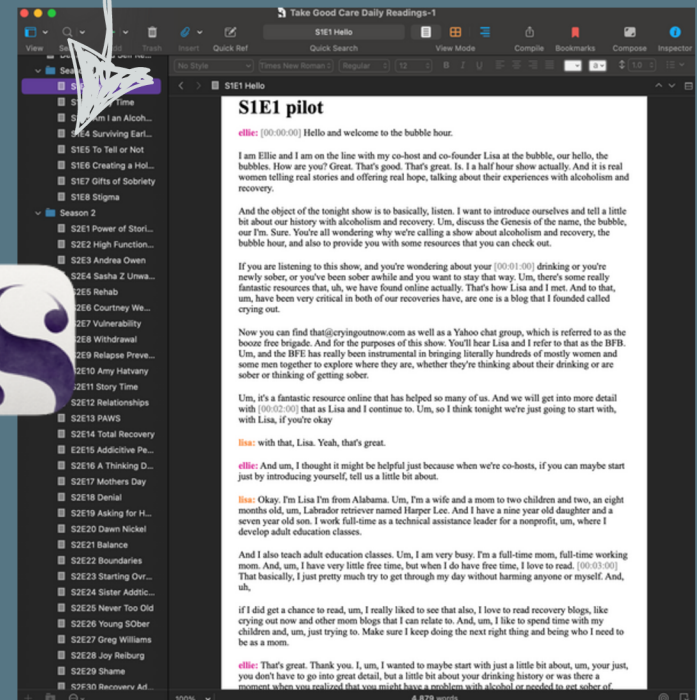 Take Good Care Daily Readings-1
View
Trash
Insert
Quick Ref
S1E1 Hello
Quick Search
View Mode
Compile
Bookmarks
Compose
Inspector
No Style
Times New Roman
Regular
12
B I U
1.0
S1E1 Hello
Time
Am I an Alcoh...
S1E4 Surviving Earl...
S1E5 To Tell or Not
S1E6 Creating a Hol...
S1E7 Gifts of Sobriety
S1E8 Stigma
Season 2
S2E1 Power of Stori...
S2E2 High Function...
S2E3 Andrea Owen
S2E4 Sasha Z Unwa...
S2E5 Rehab
S2E6 Courtney We...
S2E7 Vulnerability
S2E8 Withdrawal
S2E9 Relapse Preve...
S2E10 Amy Hatvany
S2E11 Story Time
S2E12 Relationships
S2E13 PAWS
S2E14 Total Recovery
E2E15 Addicitive Pe...
S2E16 A Thinking D...
S2E17 Mothers Day
S2E18 Denial
S2E19 Asking for H...
S2E20 Dawn Nickel
S2E21 Balance
S2E22 Boundaries
S2E23 Starting Ovr...
S2E24 Sister Addtic...
S2E25 Never Too Old
S2E26 Young SOber
S2E27 Greg Williams
S2E28 Joy Reiburg
S2E29 Shame
S2E30 Recovery Ad...
S1E1 pilot
ellie: [00:00:00] Hello and welcome to the bubble hour.
I am Ellie and I am on the line with my co-host and co-founder Lisa at the bubble, our hello, the
bubbles. How are you? Great. That's good. That's great. Is. I a half hour show actually. And it is real
women telling real stories and offering real hope, talking about their experiences with alcoholism and
recovery.
And the object of the tonight show is to basically, listen. I want to introduce ourselves and tell a little
bit about our history with alcoholism and recovery. Um, discuss the Genesis of the name, the bubble,
our I'm. Sure. You're all wondering why we're calling a show about alcoholism and recovery, the
bubble hour, and also to provide you with some resources that you can check out.
If you are listening to this show, and you're wondering about your [00:01:00] drinking or you're
newly sober, or you've been sober awhile and you want to stay that way. Um, there's some really
fantastic resources that, uh, we have found online actually. That's how Lisa and I met. And to that,
um, have been very critical in both of our recoveries have, are one is a blog that I founded called
crying out.
Now you can find that@cryingoutnow.com as well as a Yahoo chat group, which is referred to as the
booze free brigade. And for the purposes of this show. You'll hear Lisa and I refer to that as the BFB.
Um, and the BFE has really been instrumental in bringing literally hundreds of mostly women and
some men together to explore where they are, whether they're thinking about their drinking or are
sober or thinking of getting sober.
Um, it's a fantastic resource online that has helped so many of us. And we will get into more detail
with [00:02:00] that as Lisa and I continue to. Um, so I think tonight we're just going to start with,
with Lisa, if you're okay
lisa: with that, Lisa. Yeah, that's great.
ellie: And um, I thought it might be helpful just because when we're co-hosts, if you can maybe start
just by introducing yourself, tell us a little bit about.
lisa: Okay. I'm Lisa I'm from Alabama. Um, I'm a wife and a mom to two children and two, an eight
months old, um, Labrador retriever named Harper Lee. And I have a nine year old daughter and a
seven year old son. I work full-time as a technical assistance leader for a nonprofit, um, where I
develop adult education classes.
And I also teach adult education classes. Um, I am very busy. I'm a full-time mom, full-time working
mom. And, um, I have very little free time, but when I do have free time, I love to read. [00:03:00]
That basically, I just pretty much try to get through my day without harming anyone or myself. And,
uh,
if I did get a chance to read, um, I really liked to see that also, I love to read recovery blogs, like
crying out now and other mom blogs that I can relate to. And, um, I like to spend time with my
children and, um, just trying to. Make sure I keep doing the next right thing and being who I need to
be as a mom.
ellie: That's great. Thank you. I, um, I wanted to maybe start with just a little bit about, um, your, just,
you don't have to go into great detail, but a little bit about your drinking history or was there a
moment when you realized that you might have a problem with alcohol or needed to get sober of
100%
4,879 words